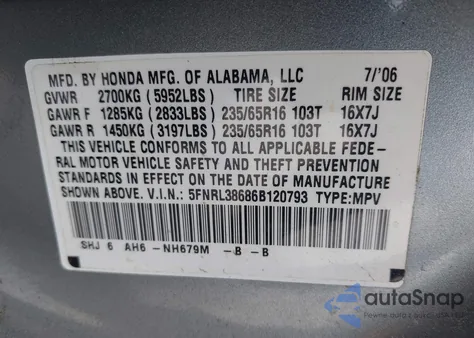 MFD. BY HONDA MFG. OF ALABAMA, LLC 7/'06
GVWR 2700KG (5952LBS) TIRE SIZE RIM SIZE
GAWR F 1285KG (2833LBS) 235/65R16 103T 16X7J
GAWR R 1450KG (3197LBS) 235/65R16 103T 16X7J
THIS VEHICLE CONFORMS TO ALL APPLICABLE FEDE-
RAL MOTOR VEHICLE SAFETY AND THEFT PREVENTION
STANDARDS IN EFFECT ON THE DATE OF MANUFACTURE
SHOWN ABOVE. V.I.N.: 5FNRL38686B120793 TYPE:MPV
SHJ 6 AH6 -NH679M -B -B
autoSnap